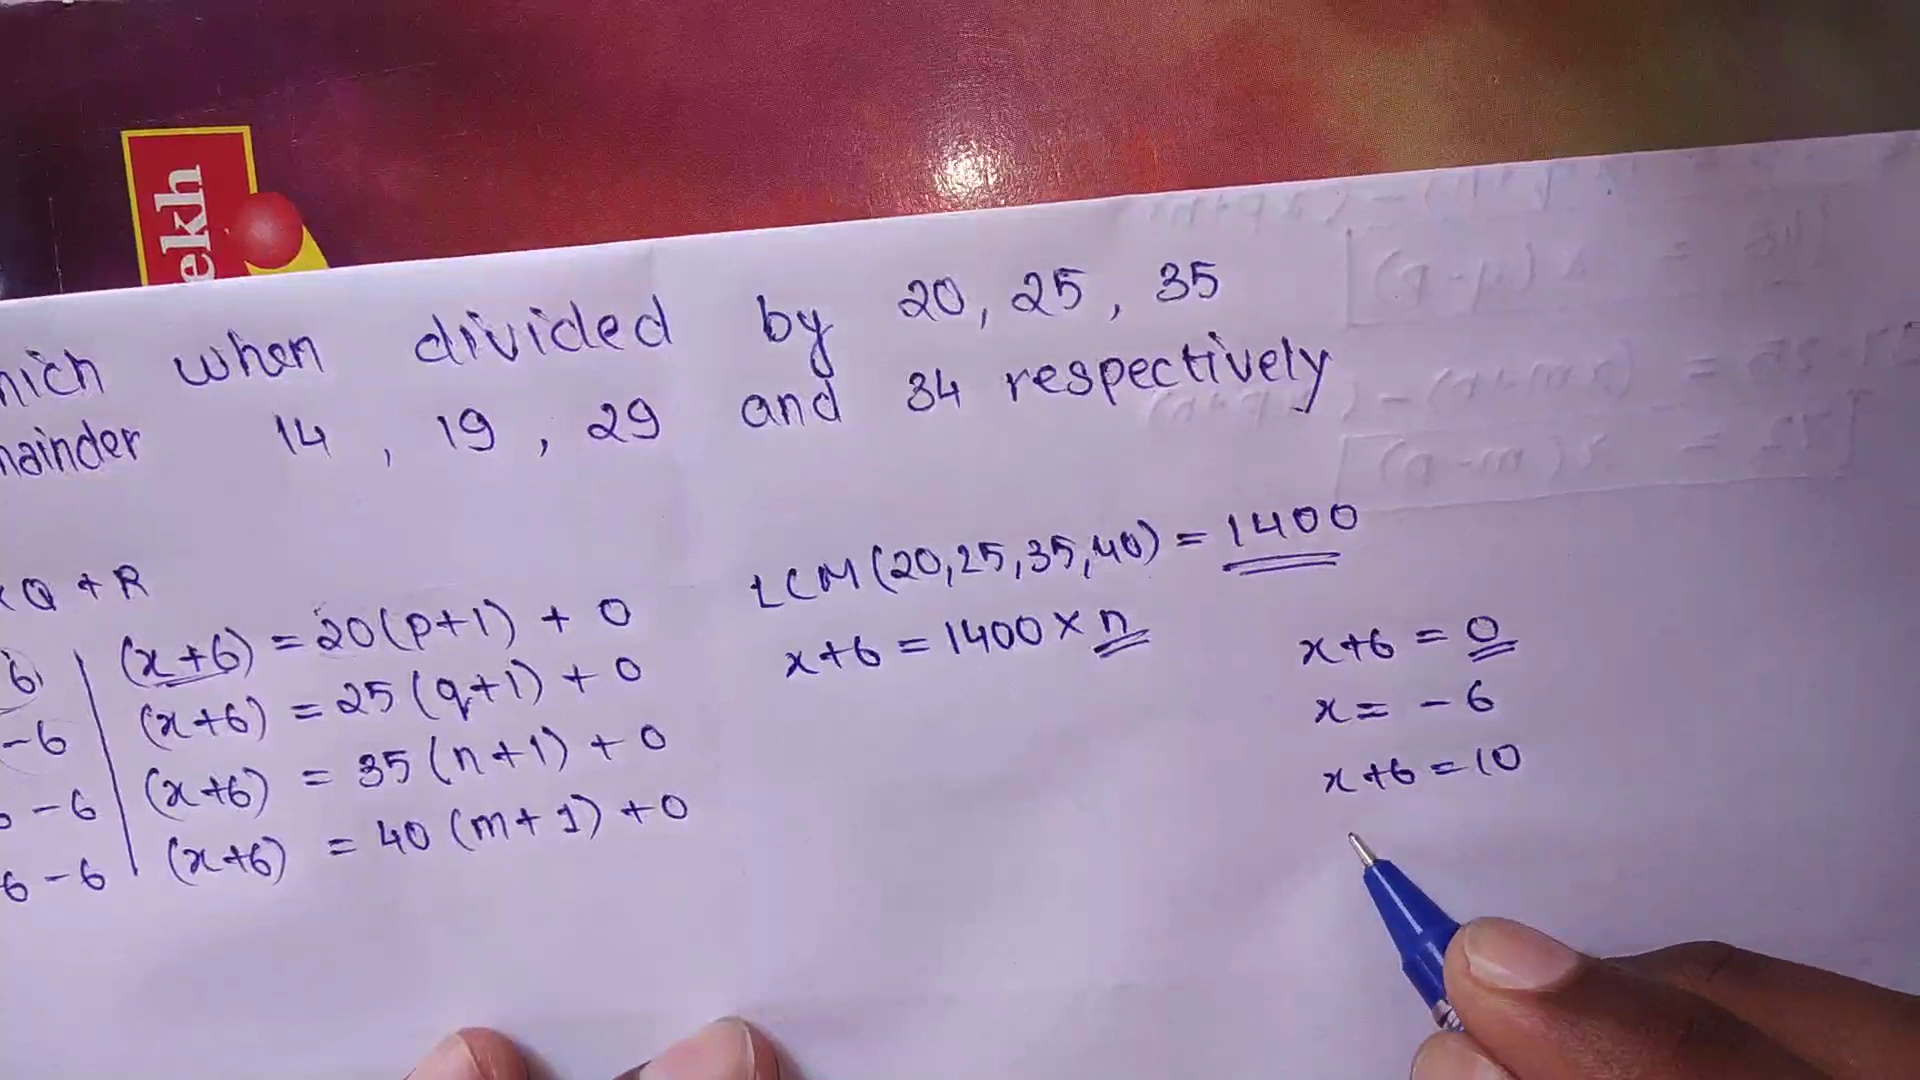 ekh
when divided by 20, 25, 35
14, 19, 29 and 34 respectively
Q + R
(x+6) = 20(p+1) + 0
(x+6) = 25(q+1) + 0
(x+6) = 35(n+1) + 0
(x+6) = 40(m+1) + 0
6
-6
-6
6 -6
LCM(20,25,35,40) = 1400
x+6 = 1400 × n
x+6 = 0
x = -6
x+6 = 10